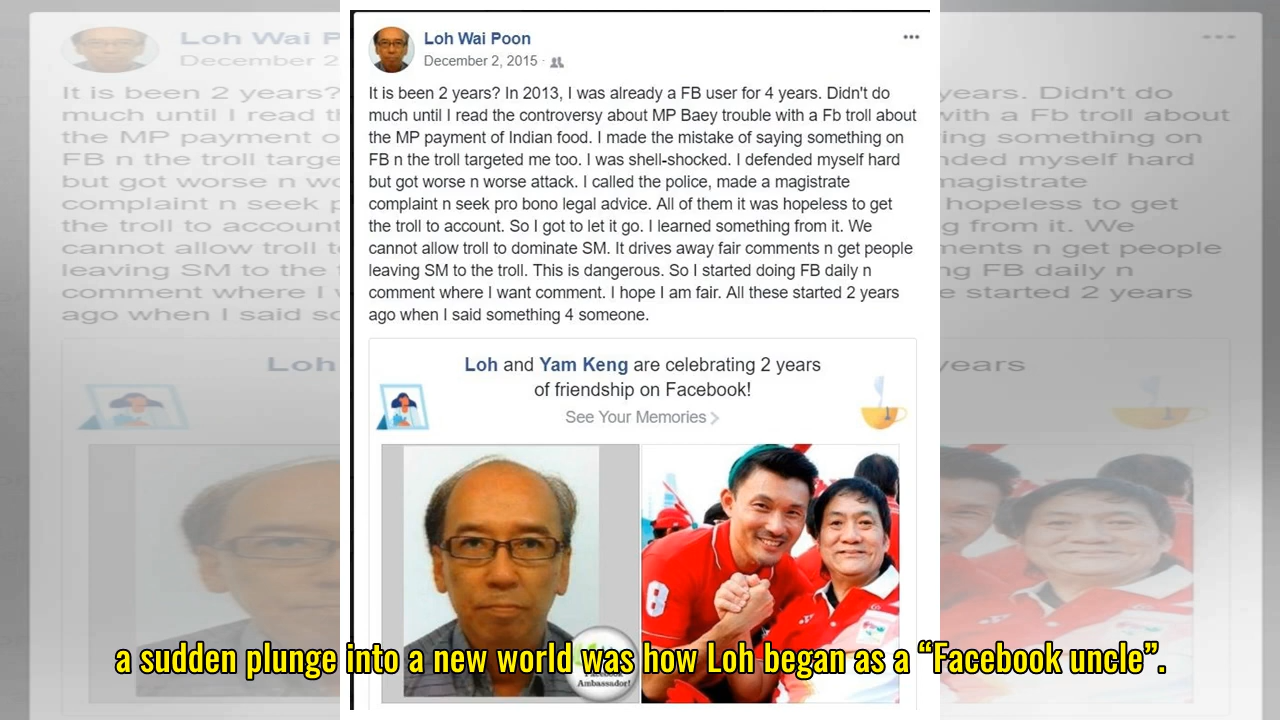 Loh Wai Poon
December 2, 2015 ·
It is been 2 years? In 2013, I was already a FB user for 4 years. Didn't do
much until I read the controversy about MP Baey trouble with a Fb troll about
the MP payment of Indian food. I made the mistake of saying something on
FB n the troll targeted me too. I was shell-shocked. I defended myself hard
but got worse n worse attack. I called the police, made a magistrate
complaint n seek pro bono legal advice. All of them it was hopeless to get
the troll to account. So I got to let it go. I learned something from it. We
cannot allow troll to dominate SM. It drives away fair comments n get people
leaving SM to the troll. This is dangerous. So I started doing FB daily n
comment where I want comment. I hope I am fair. All these started 2 years
ago when I said something 4 someone.
Loh and Yam Keng are celebrating 2 years
of friendship on Facebook!
See Your Memories >
8
Facebook
Ambassador!
a sudden plunge into a new world was how Loh began as a “Facebook uncle”.